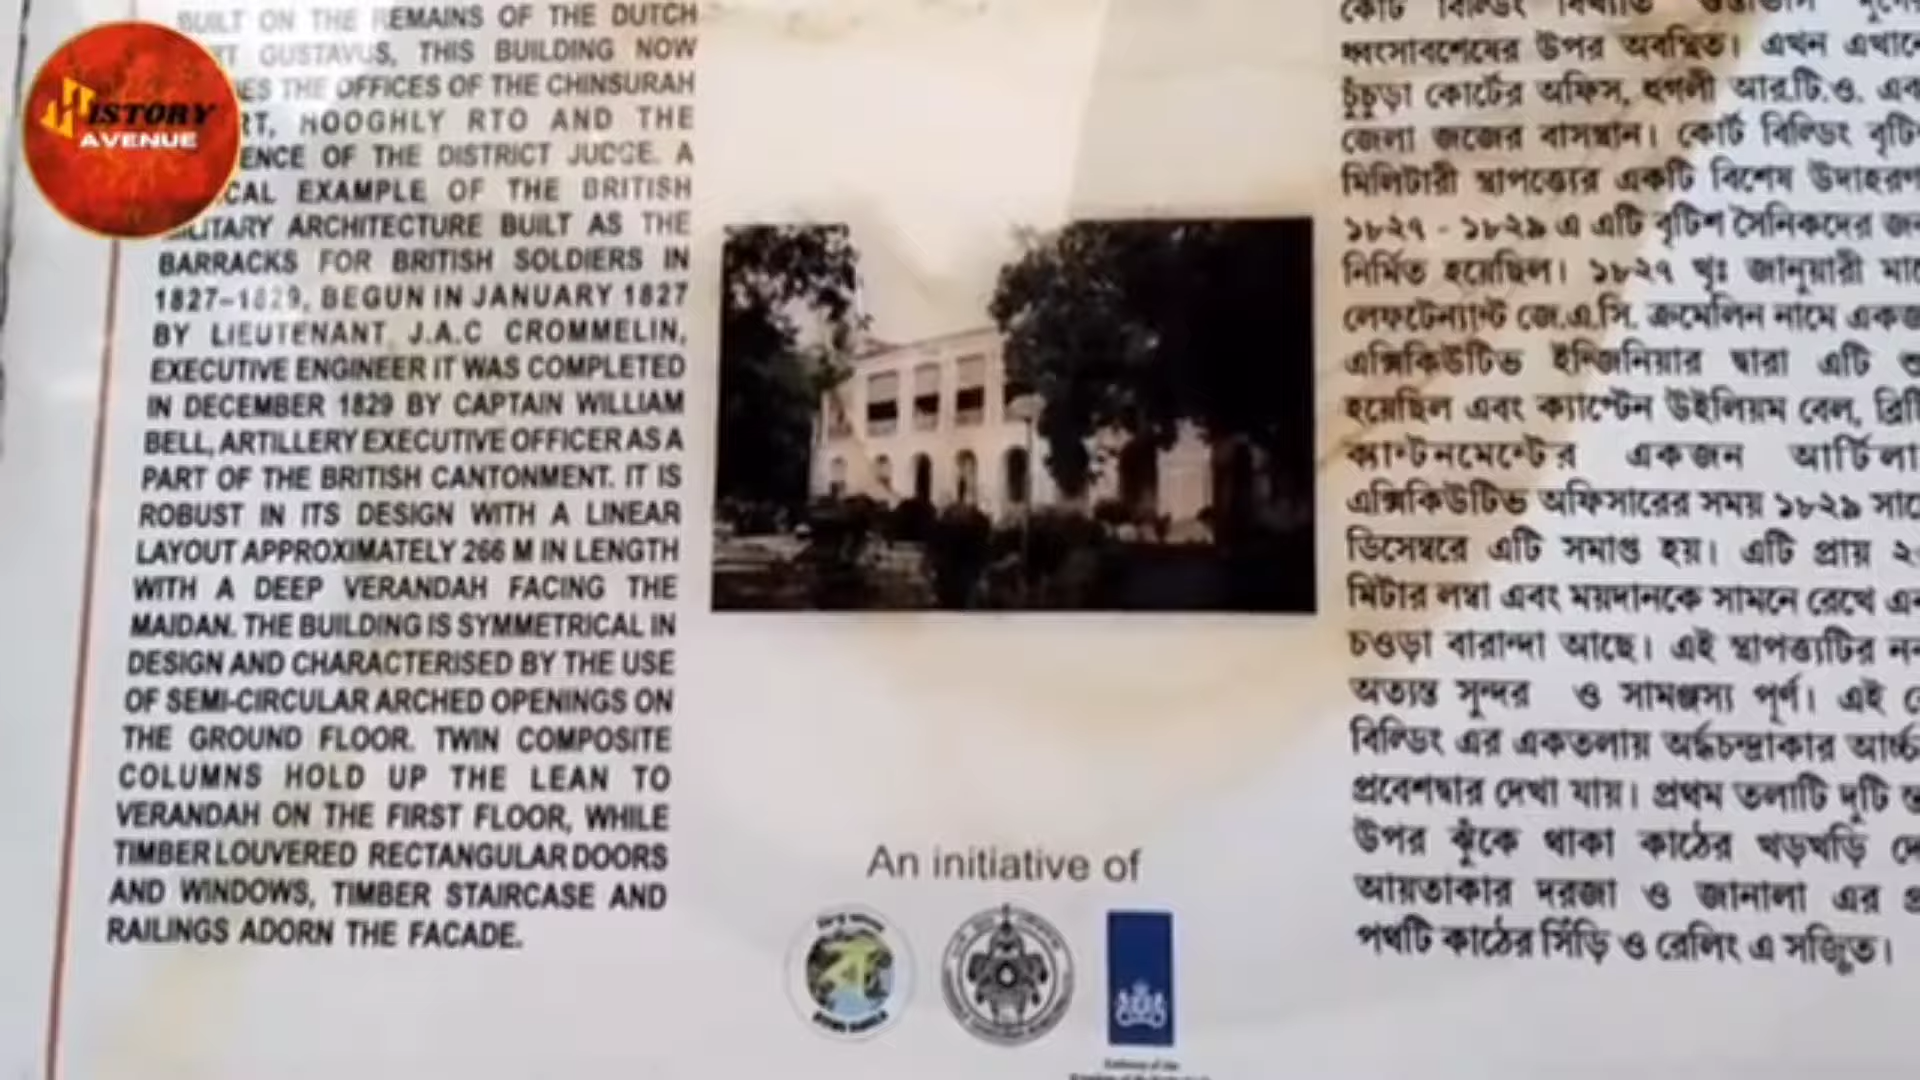 HISTORY
AVENUE
BUILT ON THE REMAINS OF THE DUTCH
GUSTAVUS, THIS BUILDING NOW
THE OFFICES OF THE CHINSURAH
HOOGHLY RTO AND THE
OF THE DISTRICT JUDGE. A
EXAMPLE OF THE BRITISH
MILITARY ARCHITECTURE BUILT AS THE
BARRACKS FOR BRITISH SOLDIERS IN
1827-1829, BEGUN IN JANUARY 1827
BY LIEUTENANT J.A.C CROMMELIN,
EXECUTIVE ENGINEER IT WAS COMPLETED
IN DECEMBER 1829 BY CAPTAIN WILLIAM
BELL, ARTILLERY EXECUTIVE OFFICER AS A
PART OF THE BRITISH CANTONMENT. IT IS
ROBUST IN ITS DESIGN WITH A LINEAR
LAYOUT APPROXIMATELY 266 M IN LENGTH
WITH A DEEP VERANDAH FACING THE
MAIDAN. THE BUILDING IS SYMMETRICAL IN
DESIGN AND CHARACTERISED BY THE USE
OF SEMI-CIRCULAR ARCHED OPENINGS ON
THE GROUND FLOOR. TWIN COMPOSITE
COLUMNS HOLD UP THE LEAN TO
VERANDAH ON THE FIRST FLOOR, WHILE
TIMBER LOUVERED RECTANGULAR DOORS
AND WINDOWS, TIMBER STAIRCASE AND
RAILINGS ADORN THE FACADE.
An initiative of
কোর্ট বিল্ডিং
ধ্বংসাবশেষের উপর অবস্থিত। এখন এখানে
চুঁচুড়া কোর্টের অফিস, হুগলী আর.টি.ও.
জেলা জজের বাসস্থান। কোর্ট বিল্ডিং
মিলিটারী স্থাপত্যের একটি বিশেষ উদাহরণ
১৮২৭ - ১৮২৯ এ এটি বৃটিশ সৈনিকদের
নির্মিত হয়েছিল। ১৮২৭ খৃঃ জানুয়ারী
লেফটেন্যান্ট জে.এ.সি. ক্রমেলিন নামে
এক্সিকিউটিভ ইন্জিনিয়ার দ্বারা এটি
হয়েছিল এবং ক্যাপ্টেন উইলিয়ম বেল,
ক্যান্টনমেন্টের একজন
এক্সিকিউটিভ অফিসারের সময় ১৮২৯
ডিসেম্বরে এটি সমাপ্ত হয়। এটি প্রায়
মিটার লম্বা এবং ময়দানকে সামনে রেখে
চওড়া বারান্দা আছে। এই স্থাপত্যটির
অত্যন্ত সুন্দর ও সামঞ্জস্য পূর্ণ। এই
বিল্ডিং এর একতলায় অর্দ্ধচন্দ্রাকার
প্রবেশদ্বার দেখা যায়। প্রথম তলাটি দুটি
উপর ঝুঁকে থাকা কাঠের খড়খড়ি
আয়তাকার দরজা ও জানালা এর
পথটি কাঠের সিঁড়ি ও রেলিং এ সজ্জিত।